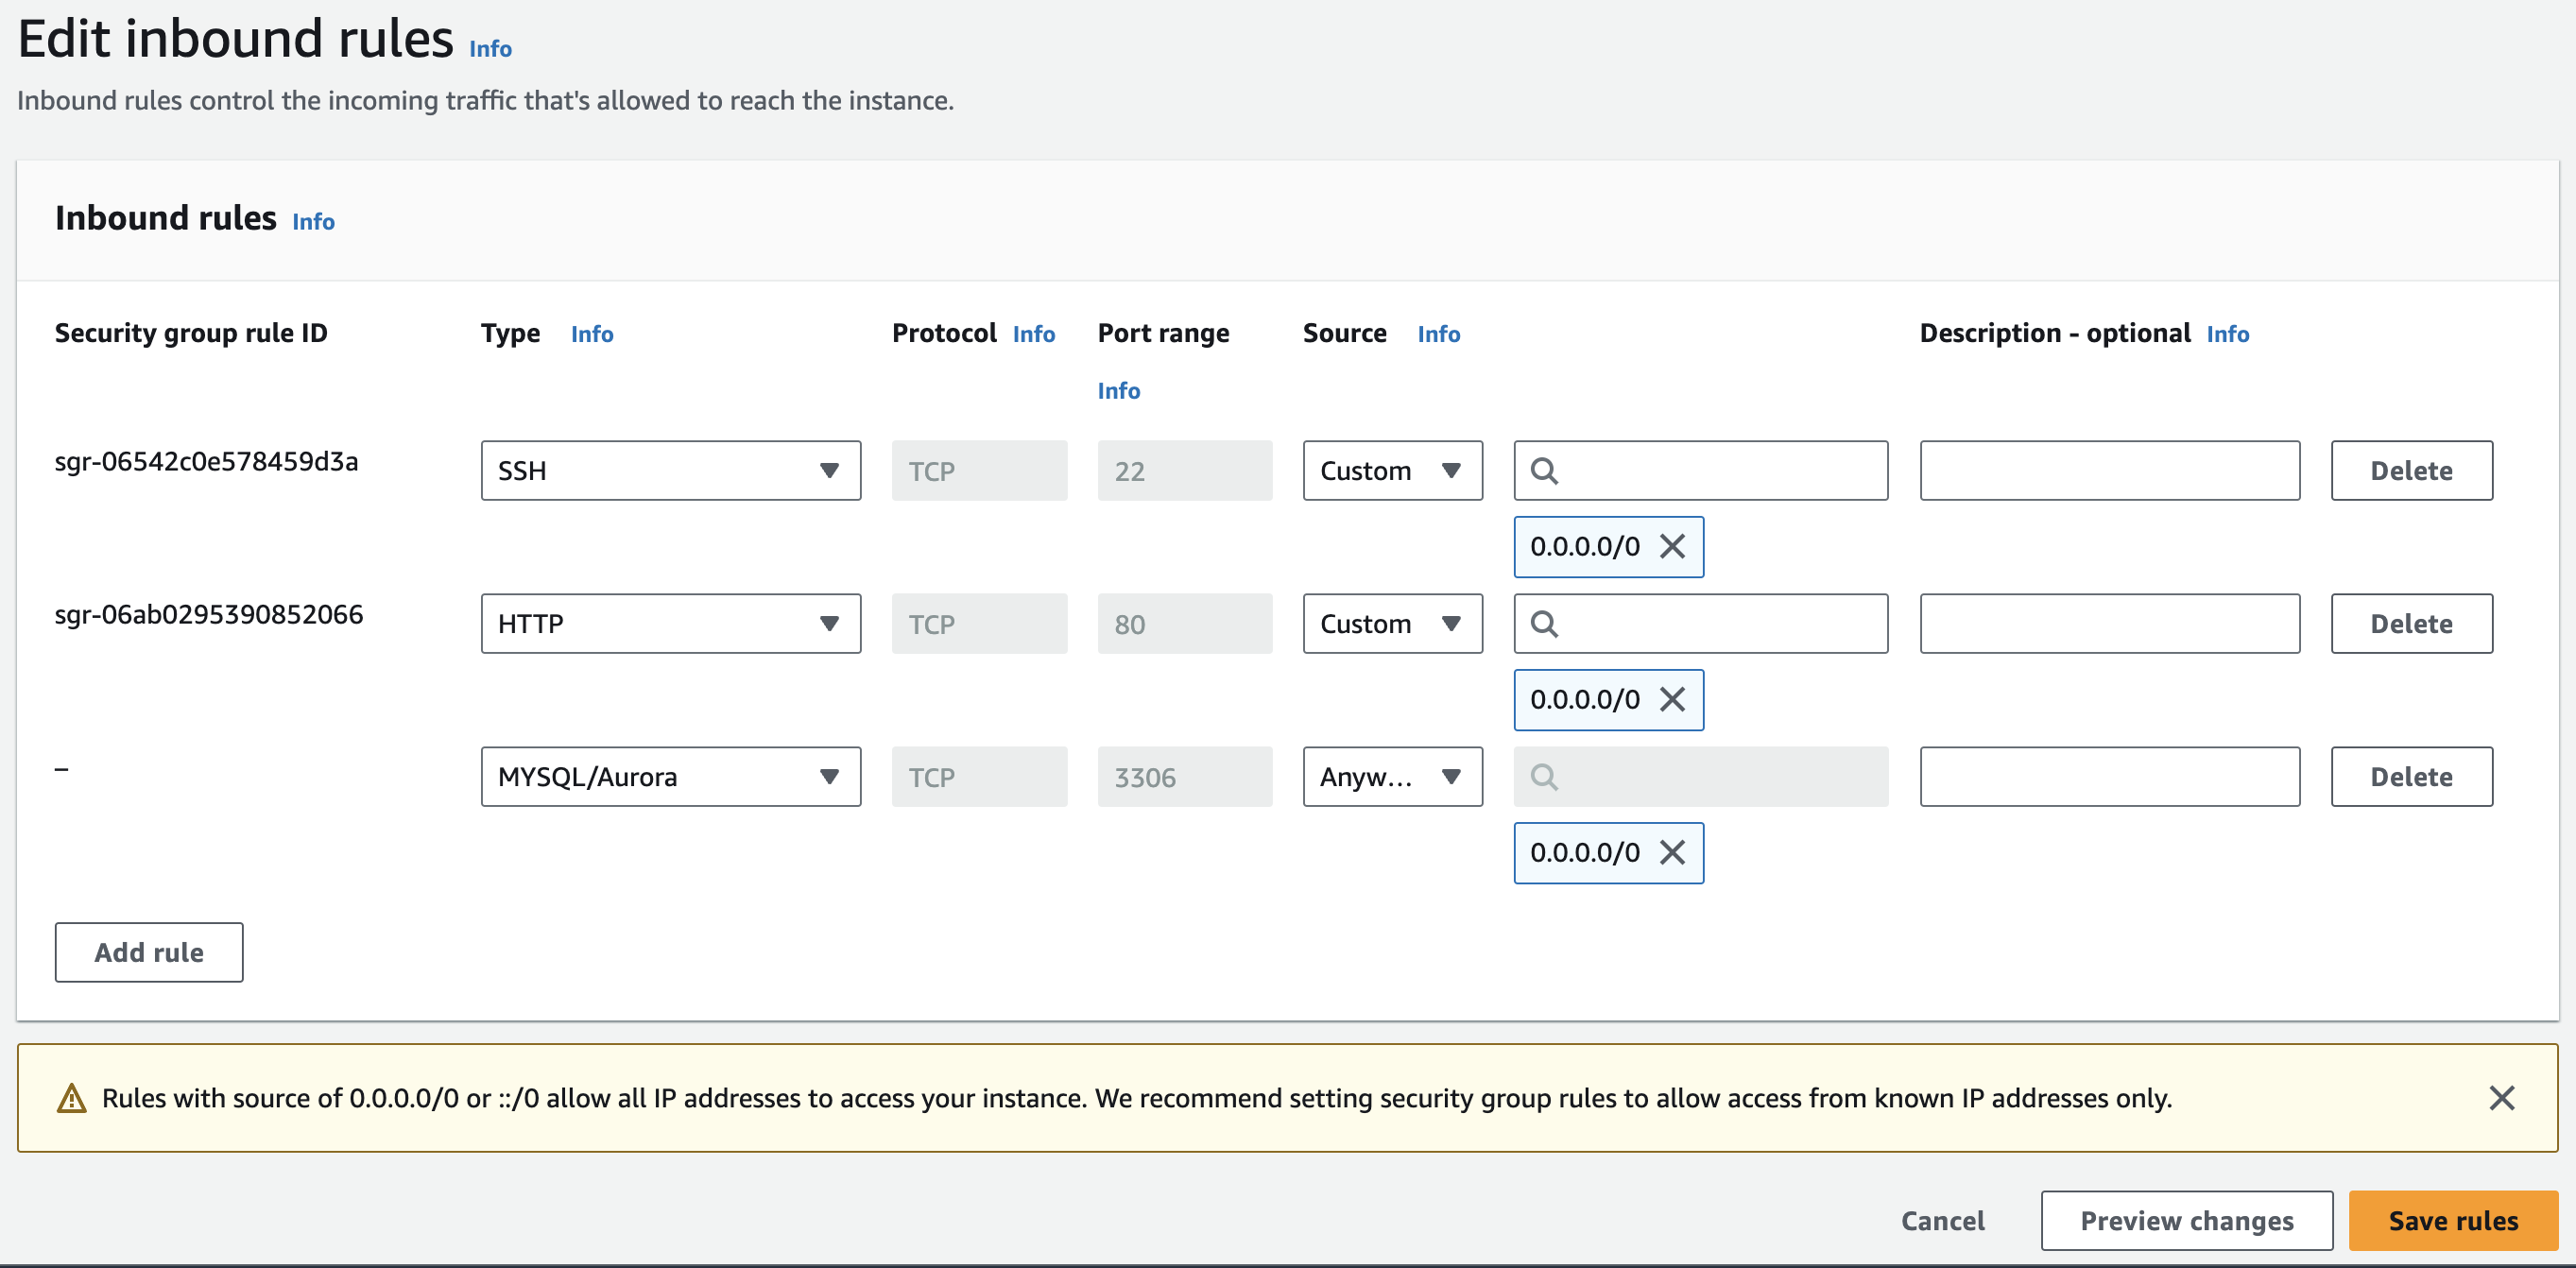 Edit inbound rules Info
Inbound rules control the incoming traffic that's allowed to reach the instance.
Inbound rules Info
Security group rule ID Type Info Protocol Info Port range Info Source Info Description - optional Info
sgr-06542c0e578459d3a SSH TCP 22 Custom Delete
0.0.0.0/0
sgr-06ab0295390852066 HTTP TCP 80 Custom Delete
0.0.0.0/0
– MYSQL/Aurora TCP 3306 Anyw... Delete
0.0.0.0/0
Add rule
Rules with source of 0.0.0.0/0 or ::/0 allow all IP addresses to access your instance. We recommend setting security group rules to allow access from known IP addresses only.
Cancel Preview changes Save rules